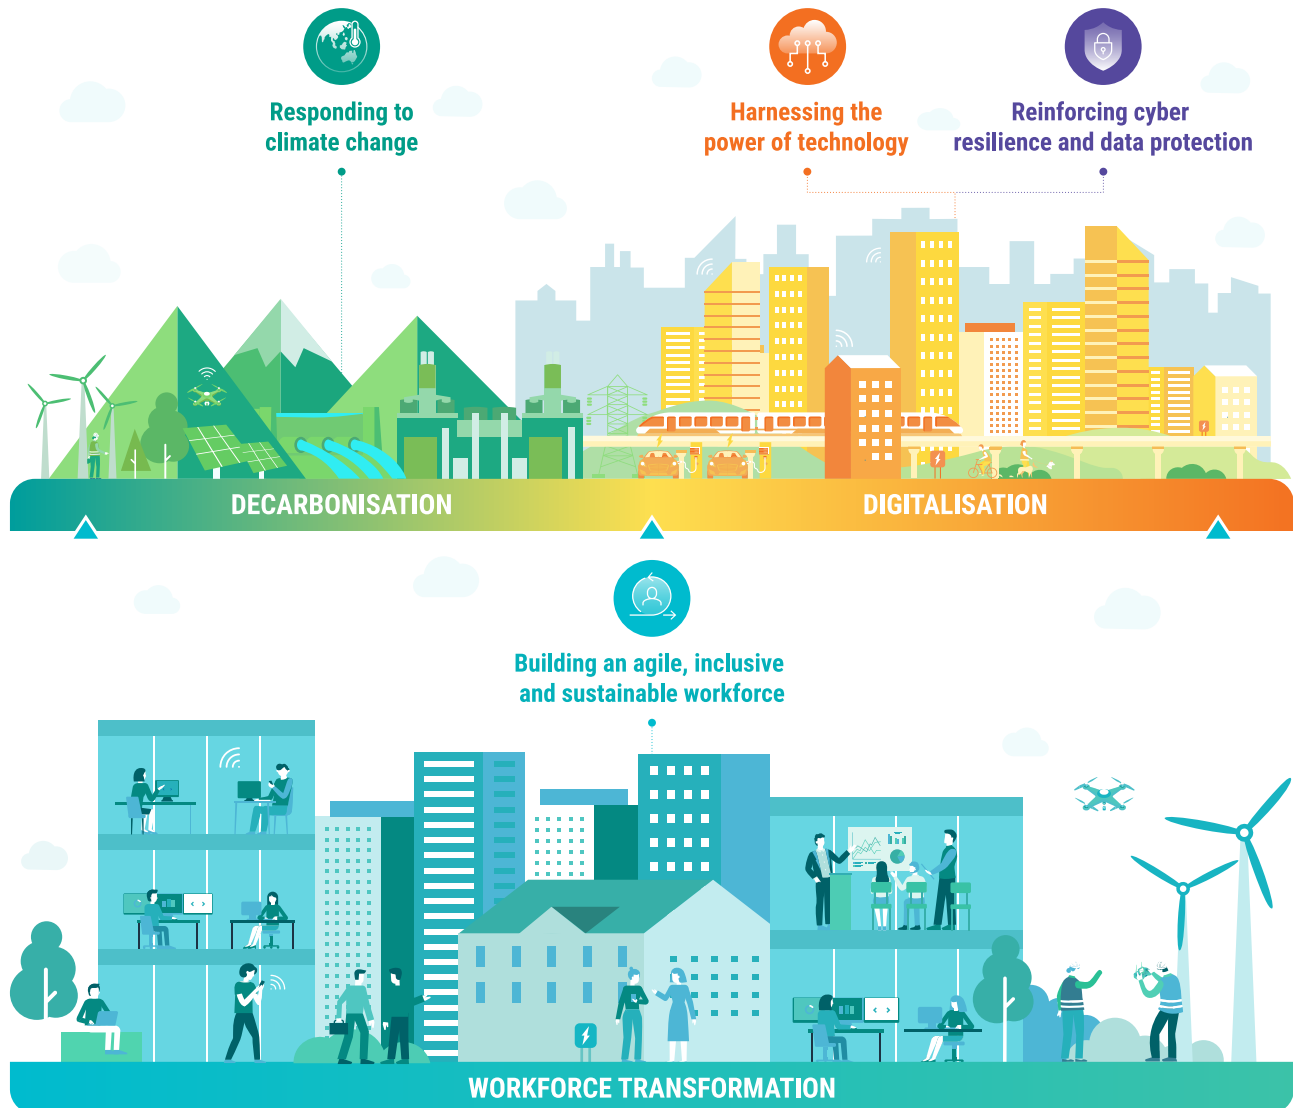 Responding to
climate change
Harnessing the
power of technology
Reinforcing cyber
resilience and data protection
DECARBONISATION
DIGITALISATION
Building an agile, inclusive
and sustainable workforce
WORKFORCE TRANSFORMATION